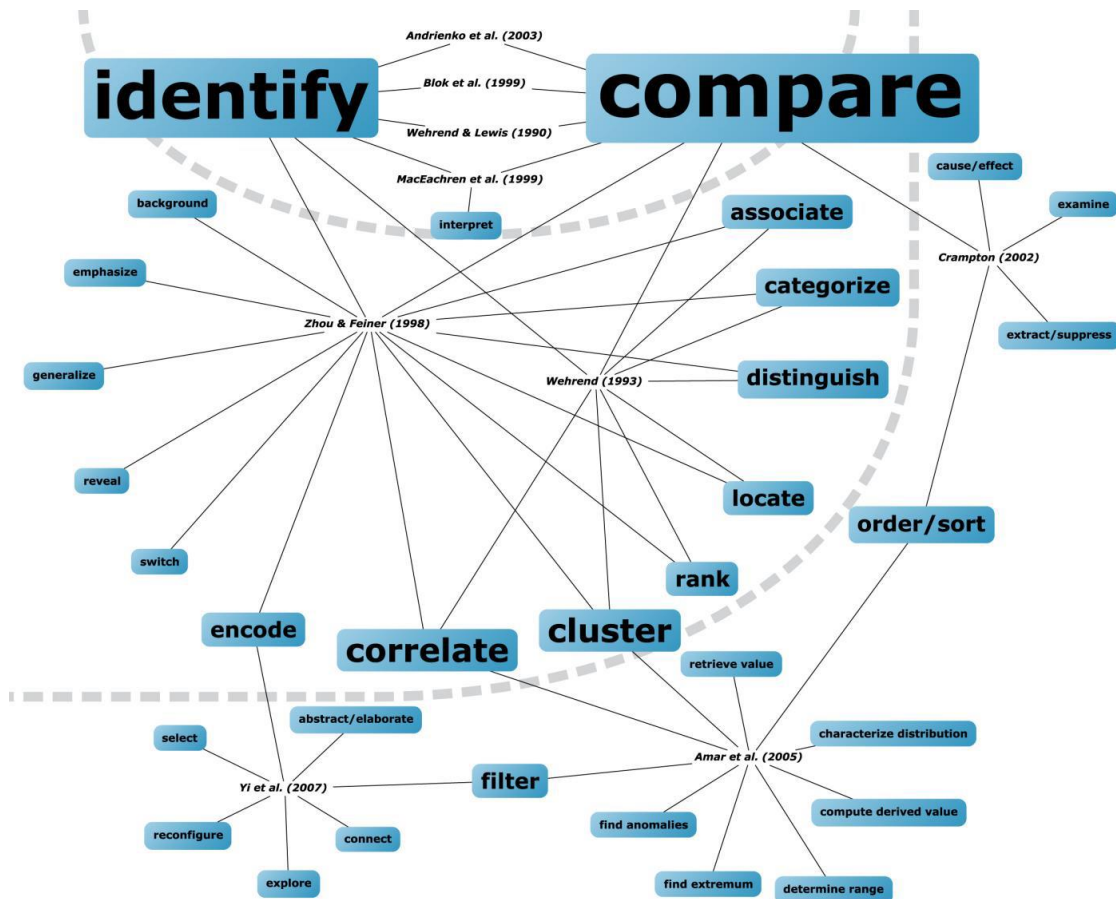 Andrienko et al. (2003)
identify
compare
Blok et al. (1999)
Wehrend & Lewis (1990)
cause/effect
MacEachren et al. (1999)
background
associate
examine
interpret
Crampton (2002)
emphasize
categorize
Zhou & Feiner (1998)
extract/suppress
generalize
Wehrend (1993)
distinguish
reveal
locate
order/sort
switch
rank
encode
cluster
correlate
retrieve value
abstract/elaborate
select
characterize distribution
Amar et al. (2005)
filter
Yi et al. (2007)
compute derived value
find anomalies
reconfigure
connect
explore
find extremum
determine range